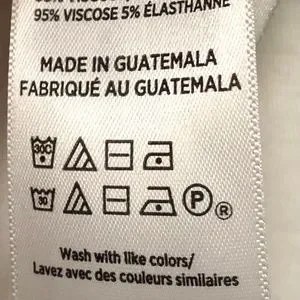 95% VISCOSE 5% ÉLASTHANNE
MADE IN GUATEMALA
FABRIQUÉ AU GUATEMALA
30C
30 P ®
Wash with like colors/
Lavez avec des couleurs similaires